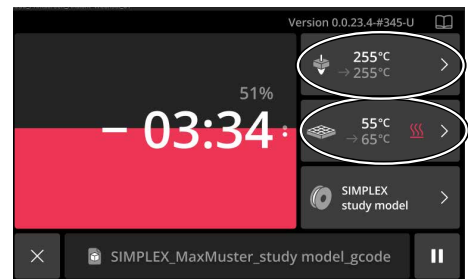 Version 0.0.23.4-#345-U
51%
– 03:34
255°C
→ 255°C
55°C
→ 65°C
SIMPLEX
study model
SIMPLEX_MaxMuster_study model_gcode